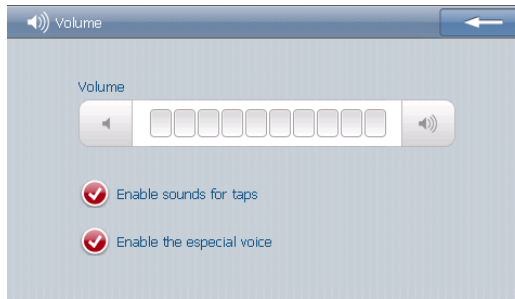 Volume
Volume
Enable sounds for taps
Enable the especial voice